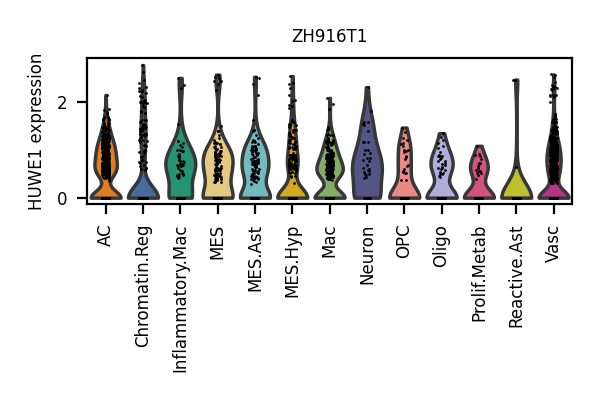 ZH916T1
HUWE1 expression
2
0
AC
Chromatin.Reg
Inflammatory.Mac
MES
MES.Ast
MES.Hyp
Mac
Neuron
OPC
Oligo
Prolif.Metab
Reactive.Ast
Vasc